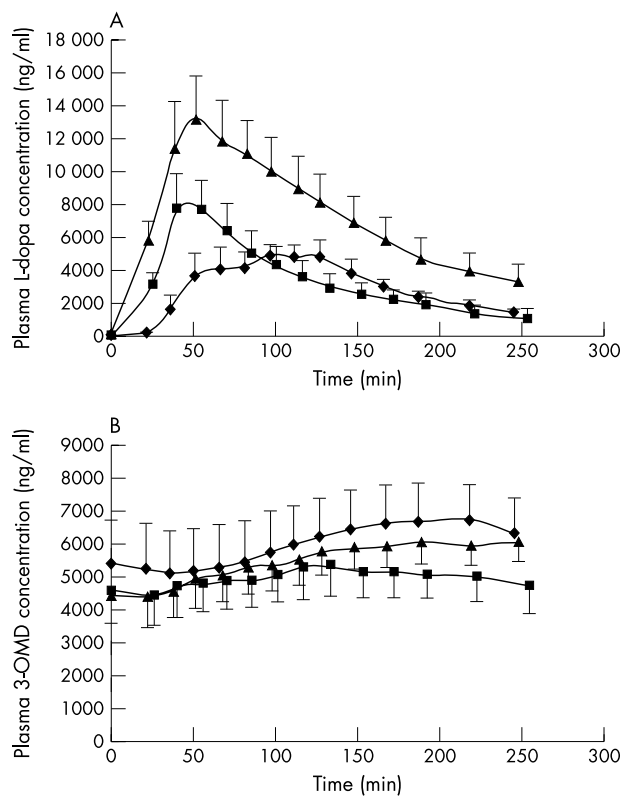 A
Plasma L-dopa concentration (ng/ml)
18 000
16 000
14 000
12 000
10 000
8000
6000
4000
2000
0
0 50 100 150 200 250 300
Time (min)
B
Plasma 3-OMD concentration (ng/ml)
9000
8000
7000
6000
5000
4000
3000
2000
1000
0
0 50 100 150 200 250 300
Time (min)